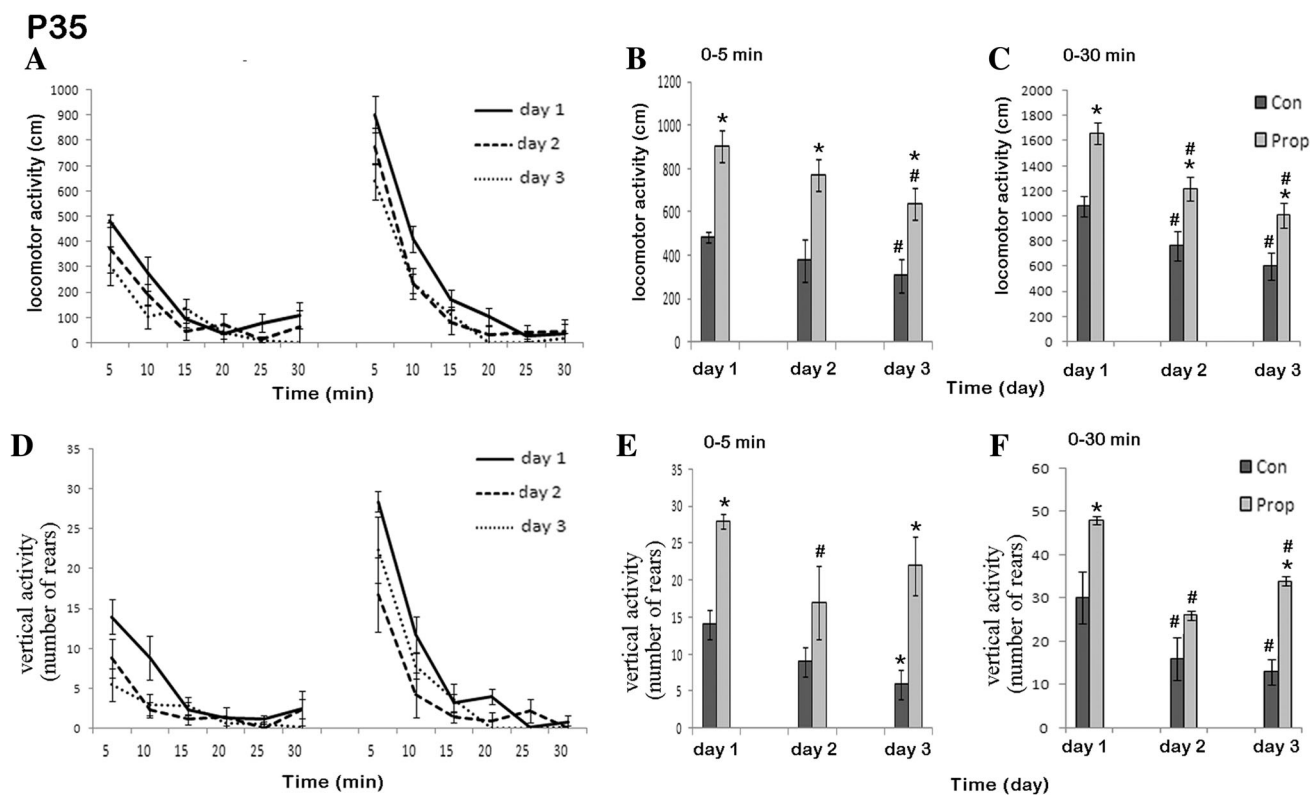 P35
A
locomotor activity (cm)
1000
900
800
700
600
500
400
300
200
100
0
day 1
day 2
day 3
5 10 15 20 25 30 5 10 15 20 25 30
Time (min)
B
0-5 min
locomotor activity (cm)
1200
1000
800
600
400
200
0
* * * # #
day 1 day 2 day 3
C
0-30 min
locomotor activity (cm)
2000
1800
1600
1400
1200
1000
800
600
400
200
0
* # * # # * #
Con
Prop
day 1 day 2 day 3
Time (day)
D
vertical activity
(number of rears)
35
30
25
20
15
10
5
0
day 1
day 2
day 3
5 10 15 20 25 30 5 10 15 20 25 30
Time (min)
E
0-5 min
vertical activity
(number of rears)
35
30
25
20
15
10
5
0
* # * *
day 1 day 2 day 3
F
0-30 min
vertical activity
(number of rears)
60
50
40
30
20
10
0
* # # # * #
Con
Prop
day 1 day 2 day 3
Time (day)